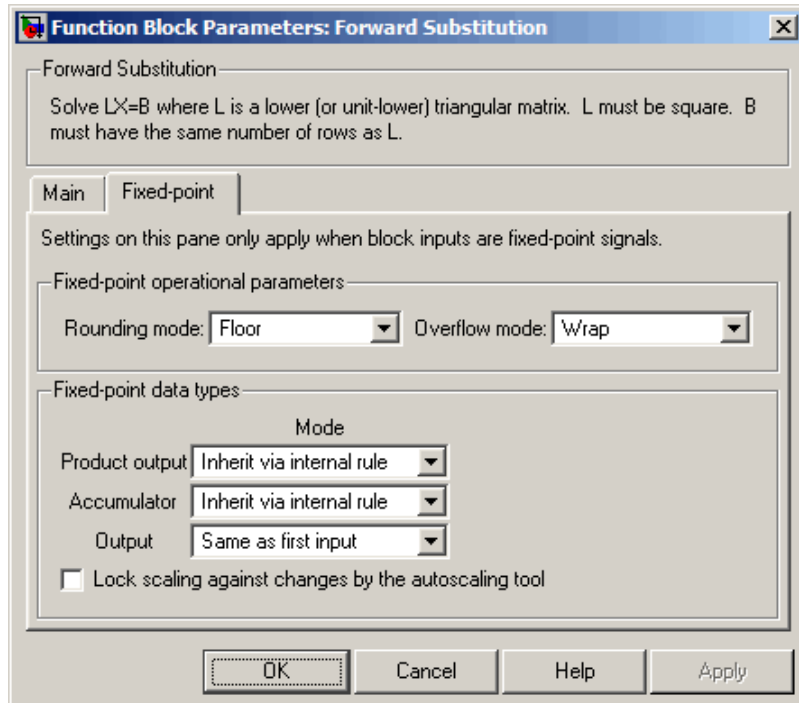 Function Block Parameters: Forward Substitution
Forward Substitution
Solve LX=B where L is a lower (or unit-lower) triangular matrix. L must be square. B
must have the same number of rows as L.
Main Fixed-point
Settings on this pane only apply when block inputs are fixed-point signals.
Fixed-point operational parameters
Rounding mode: Floor Overflow mode: Wrap
Fixed-point data types
Mode
Product output Inherit via internal rule
Accumulator Inherit via internal rule
Output Same as first input
Lock scaling against changes by the autoscaling tool
OK Cancel Help Apply